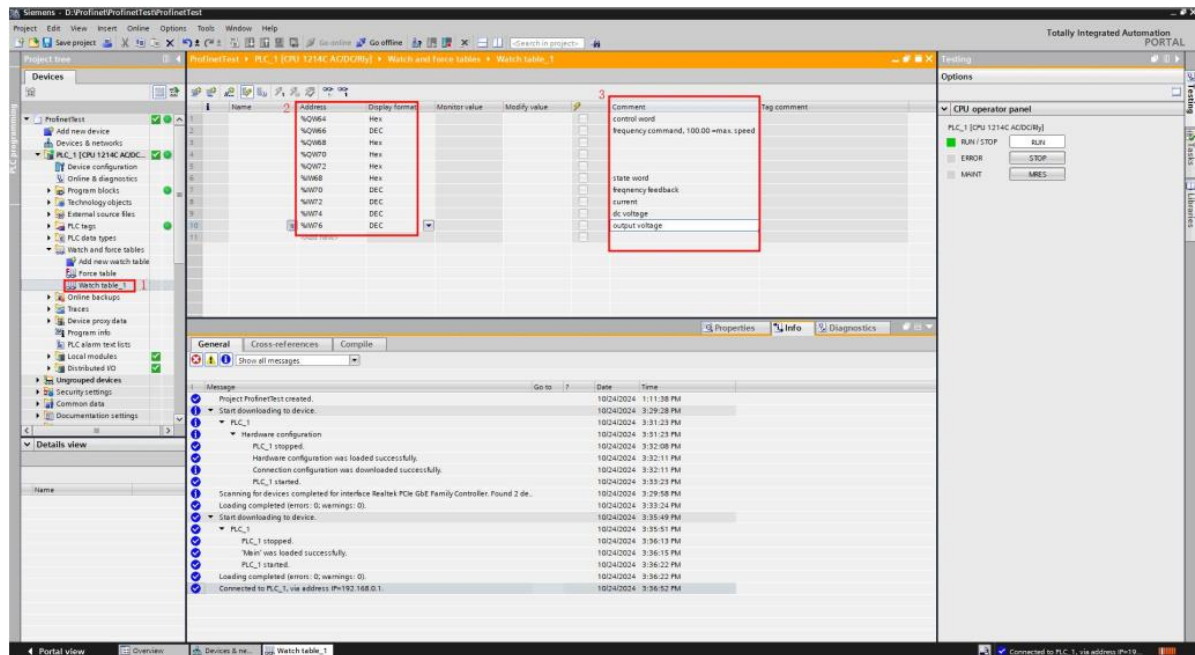 Siemens - D:\Profinet\ProfinetTest\ProfinetTest
Project Edit View Insert Online Options Tools Window Help
Save project Go online Go offline <Search in project>
Totally Integrated Automation
PORTAL
Project tree
ProfinetTest › PLC_1 [CPU 1214C AC/DC/Rly] › Watch and force tables › Watch table_1
Testing
Devices
Options
PLC programming
ProfinetTest
Add new device
Devices & networks
PLC_1 [CPU 1214C AC/DC...
Device configuration
Online & diagnostics
Program blocks
Technology objects
External source files
PLC tags
PLC data types
Watch and force tables
Add new watch table
Force table
Watch table_1 1
Online backups
Traces
Device proxy data
Program info
PLC alarm text lists
Local modules
Distributed I/O
Ungrouped devices
Security settings
Common data
Documentation settings
Details view
Name
2 3
i Name Address Display format Monitor value Modify value Comment Tag comment
1 %QW64 Hex control word
2 %QW66 DEC frequency command, 100.00 =max. speed
3 %QW68 Hex
4 %QW70 Hex
5 %QW72 Hex
6 %IW68 Hex state word
7 %IW70 DEC freqnency feedback
8 %IW72 DEC current
9 %IW74 DEC dc voltage
10 %IW76 DEC output voltage
11 <Add new>
Properties Info Diagnostics
General Cross-references Compile
Show all messages
! Message Go to ? Date Time
Project ProfinetTest created. 10/24/2024 1:11:38 PM
Start downloading to device. 10/24/2024 3:29:28 PM
PLC_1 10/24/2024 3:31:23 PM
Hardware configuration 10/24/2024 3:31:23 PM
PLC_1 stopped. 10/24/2024 3:32:08 PM
Hardware configuration was loaded successfully. 10/24/2024 3:32:11 PM
Connection configuration was downloaded successfully. 10/24/2024 3:32:11 PM
PLC_1 started. 10/24/2024 3:33:23 PM
Scanning for devices completed for interface Realtek PCIe GbE Family Controller. Found 2 de.. 10/24/2024 3:29:58 PM
Loading completed (errors: 0; warnings: 0). 10/24/2024 3:33:24 PM
Start downloading to device. 10/24/2024 3:35:49 PM
PLC_1 10/24/2024 3:35:51 PM
PLC_1 stopped. 10/24/2024 3:36:13 PM
'Main' was loaded successfully. 10/24/2024 3:36:15 PM
PLC_1 started. 10/24/2024 3:36:22 PM
Loading completed (errors: 0; warnings: 0). 10/24/2024 3:36:22 PM
Connected to PLC_1, via address IP=192.168.0.1. 10/24/2024 3:36:52 PM
CPU operator panel
PLC_1 [CPU 1214C AC/DC/Rly]
RUN / STOP RUN
ERROR STOP
MAINT MRES
Testing
Tasks
Libraries
Portal view Overview Devices & ne... Watch table_1 Connected to PLC_1, via address IP=19...